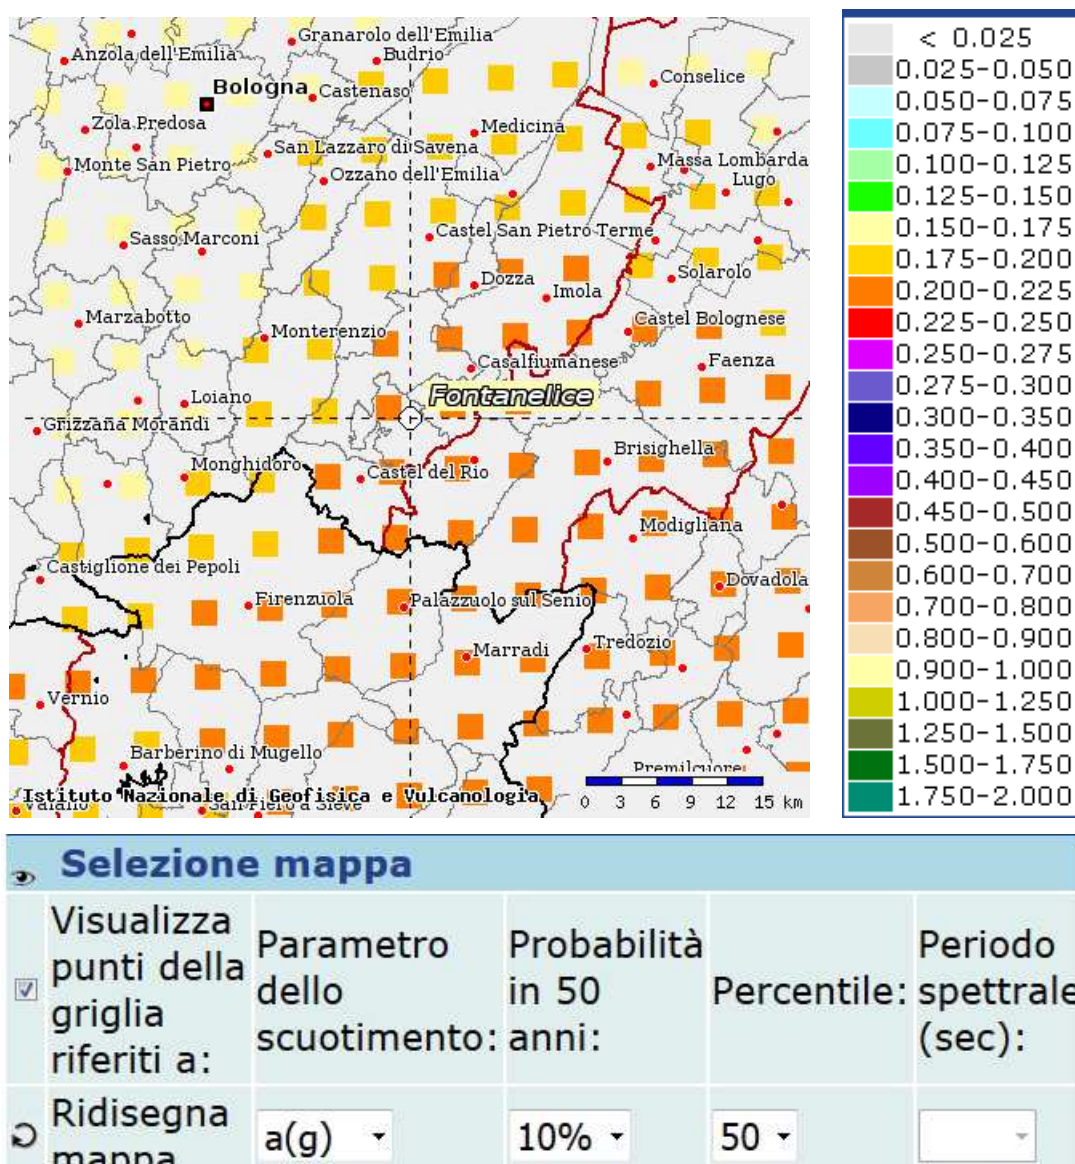 Granarolo dell'Emilia
Anzola dell'Emilia
Budrio
Bologna
Castenaso
Conselice
Zola Predosa
Medicina
San Lazzaro di Savena
Monte San Pietro
Massa Lombarda
Ozzano dell'Emilia
Lugo
Castel San Pietro Terme
Sasso Marconi
Dozza
Solarolo
Imola
Marzabotto
Castel Bolognese
Monterenzio
Casalfiumanese
Faenza
Fontanelice
Loiano
Grizzana Morandi
Brisighella
Monghidoro
Castel del Rio
Modigliana
Castiglione dei Pepoli
Dovadola
Firenzuola
Palazzuolo sul Senio
Marradi
Tredozio
Vernio
Barberino di Mugello
Premilcuore
Istituto Nazionale di Geofisica e Vulcanologia
Vaiano
San Piero a Sieve
0 3 6 9 12 15 km
< 0.025
0.025-0.050
0.050-0.075
0.075-0.100
0.100-0.125
0.125-0.150
0.150-0.175
0.175-0.200
0.200-0.225
0.225-0.250
0.250-0.275
0.275-0.300
0.300-0.350
0.350-0.400
0.400-0.450
0.450-0.500
0.500-0.600
0.600-0.700
0.700-0.800
0.800-0.900
0.900-1.000
1.000-1.250
1.250-1.500
1.500-1.750
1.750-2.000
Selezione mappa
Visualizza
punti della
griglia
riferiti a:
Parametro
dello
scuotimento:
Probabilità
in 50
anni:
Percentile:
Periodo
spettrale
(sec):
Ridisegna
mappa
a(g)
10%
50